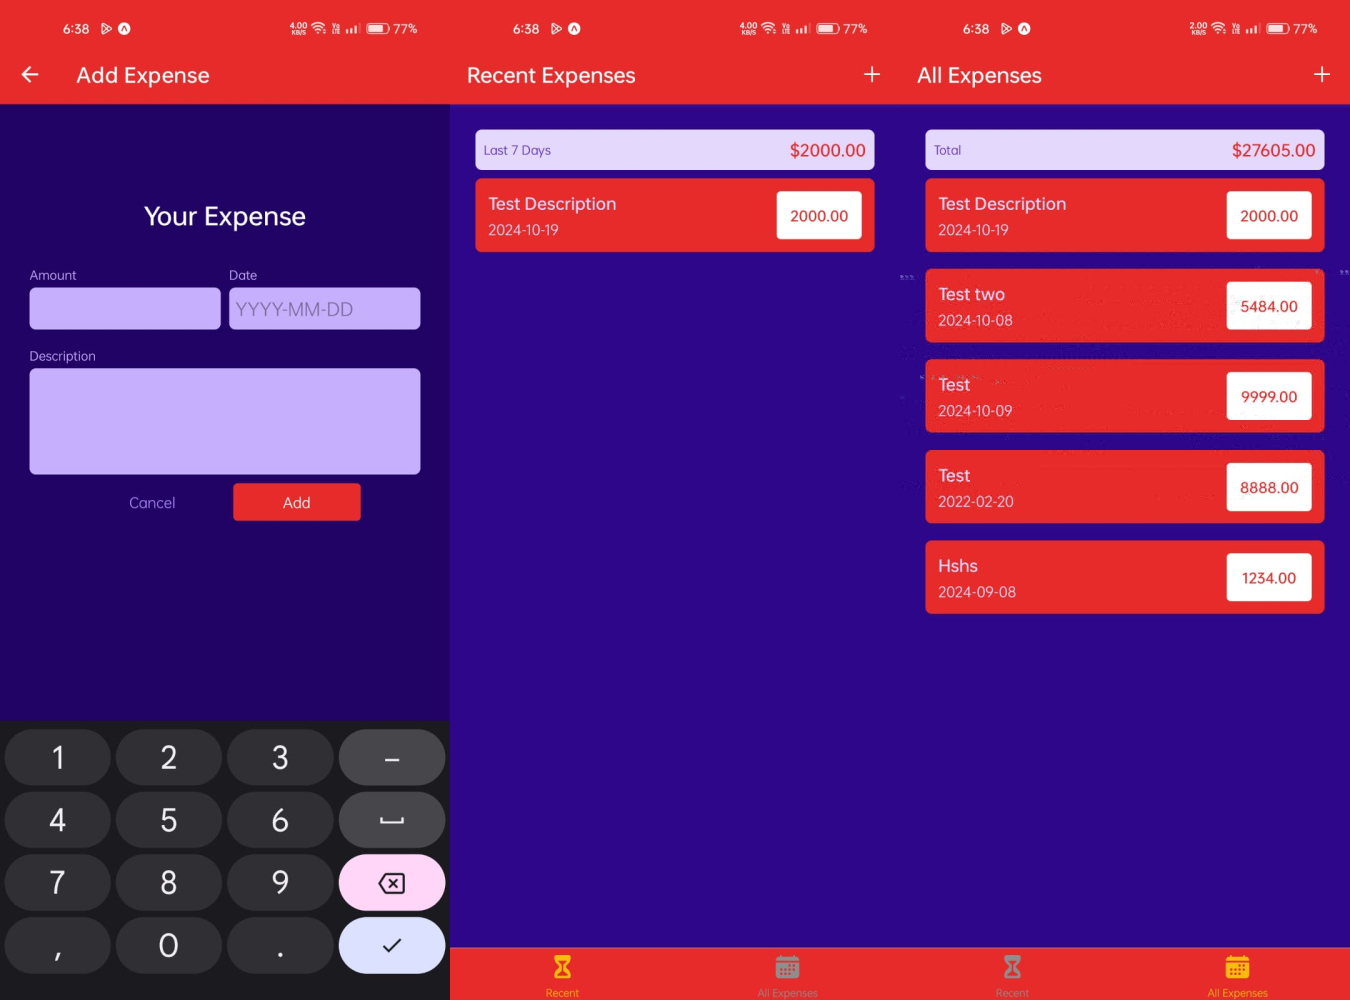 6:38
4.00
KB/S
77%
Add Expense
Your Expense
Amount
Date
YYYY-MM-DD
Description
Cancel
Add
1 2 3 –
4 5 6
7 8 9
, 0 .
6:38
4.00
KB/S
77%
Recent Expenses
Last 7 Days
$2000.00
Test Description
2000.00
2024-10-19
Recent
All Expenses
6:38
2.00
KB/S
77%
All Expenses
Total
$27605.00
Test Description
2000.00
2024-10-19
Test two
5484.00
2024-10-08
Test
9999.00
2024-10-09
Test
8888.00
2022-02-20
Hshs
1234.00
2024-09-08
Recent
All Expenses